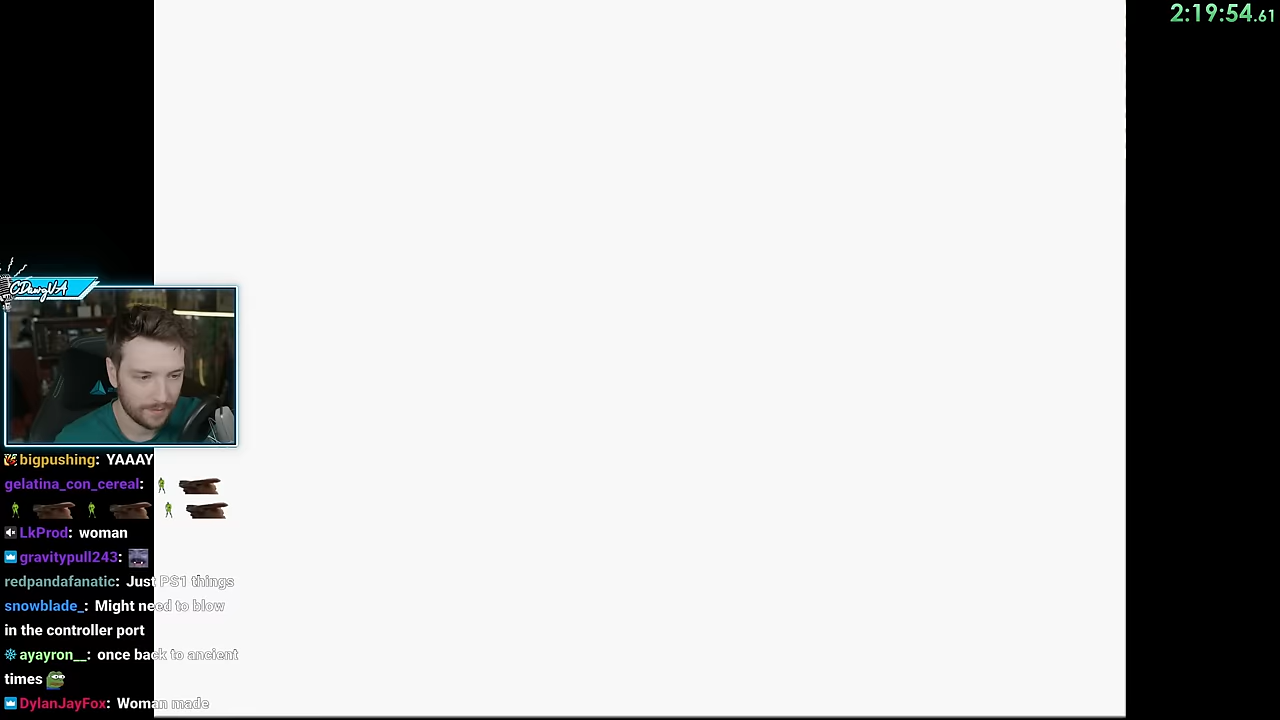 2:19:54.61
CDawgVA
bigpushing: YAAAY
gelatina_con_cereal:
LkProd: woman
gravitypull243:
redpandafanatic: Just PS1 things
snowblade_: Might need to blow
in the controller port
ayayron__: once back to ancient
times
DylanJayFox: Woman made